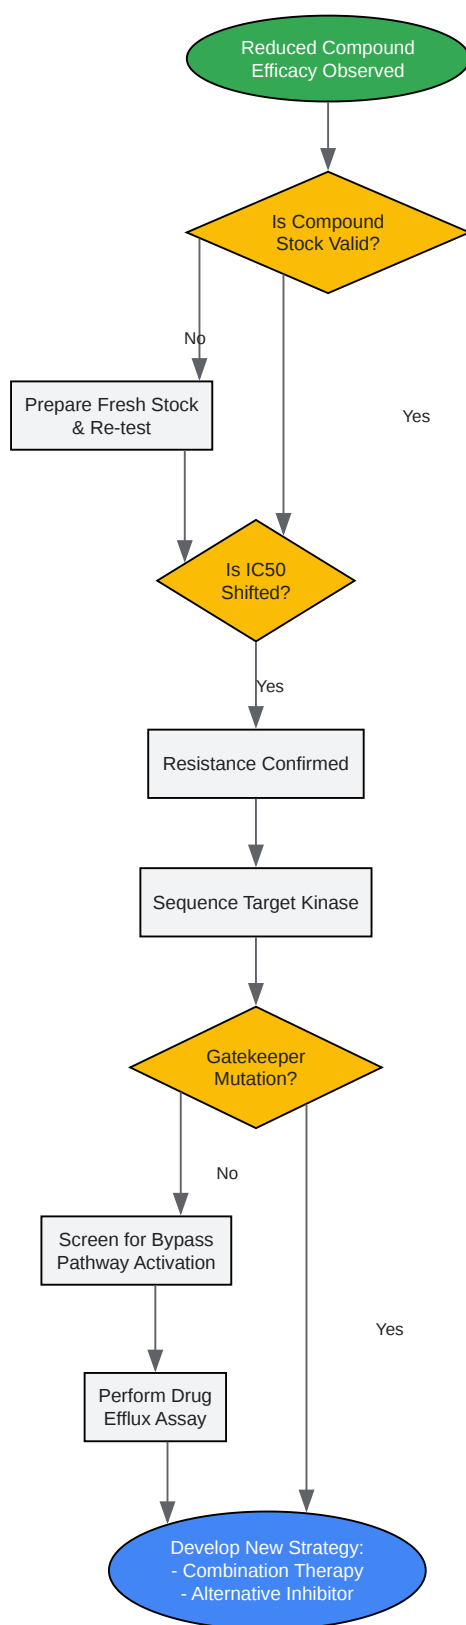 Reduced Compound
Efficacy Observed
Is Compound
Stock Valid?
No
Prepare Fresh Stock
& Re-test
Yes
Is IC50
Shifted?
Yes
Resistance Confirmed
Sequence Target Kinase
Gatekeeper
Mutation?
No
Screen for Bypass
Pathway Activation
Yes
Perform Drug
Efflux Assay
Develop New Strategy:
- Combination Therapy
- Alternative Inhibitor